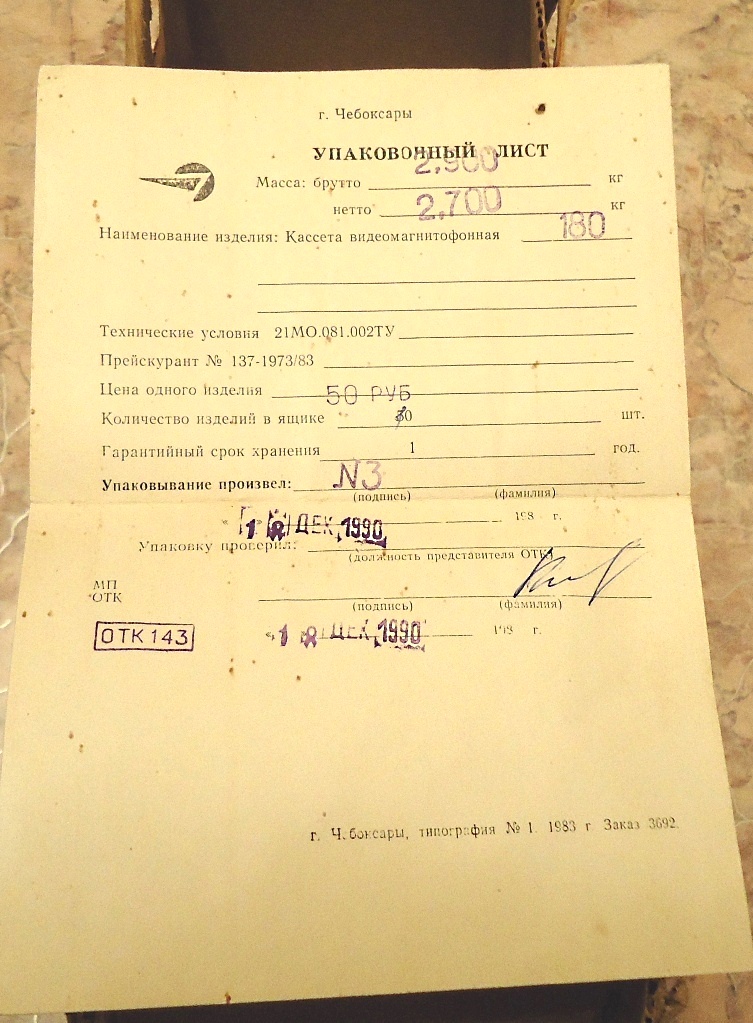 г. Чебоксары
УПАКОВОЧНЫЙ ЛИСТ
Масса: брутто 2.900 кг
нетто 2.700 кг
Наименование изделия: Кассета видеомагнитофонная 180
Технические условия 21МО.081.002ТУ
Прейскурант № 137-1973/83
Цена одного изделия 50 РУБ
Количество изделий в ящике шт.
Гарантийный срок хранения 1 год.
Упаковывание произвел: N3
(подпись) (фамилия)
ДЕК 1990 198 г.
Упаковку проверил:
(должность представителя ОТК)
МП
ОТК
(подпись) (фамилия)
ОТК 143
ДЕК 1990 198 г.
г. Чебоксары, типография № 1. 1983 г Заказ 3692.